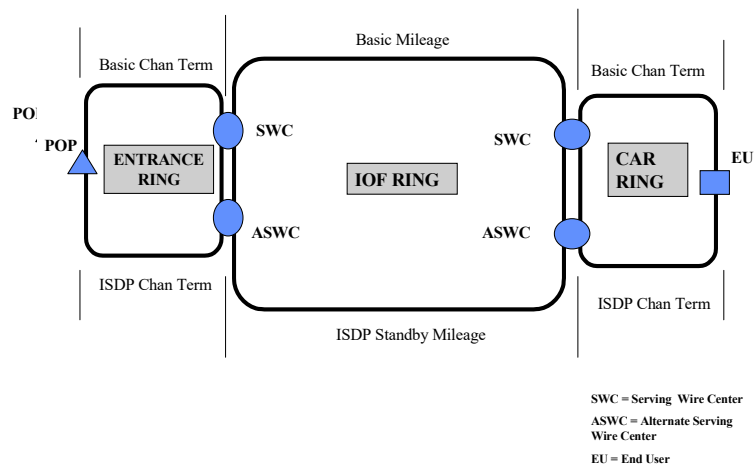 Basic Mileage
Basic Chan Term
Basic Chan Term
POP
SWC
SWC
ENTRANCE
RING
IOF RING
CAR
RING
EU
ASWC
ASWC
ISDP Chan Term
ISDP Chan Term
ISDP Standby Mileage
SWC = Serving Wire Center
ASWC = Alternate Serving
Wire Center
EU = End User